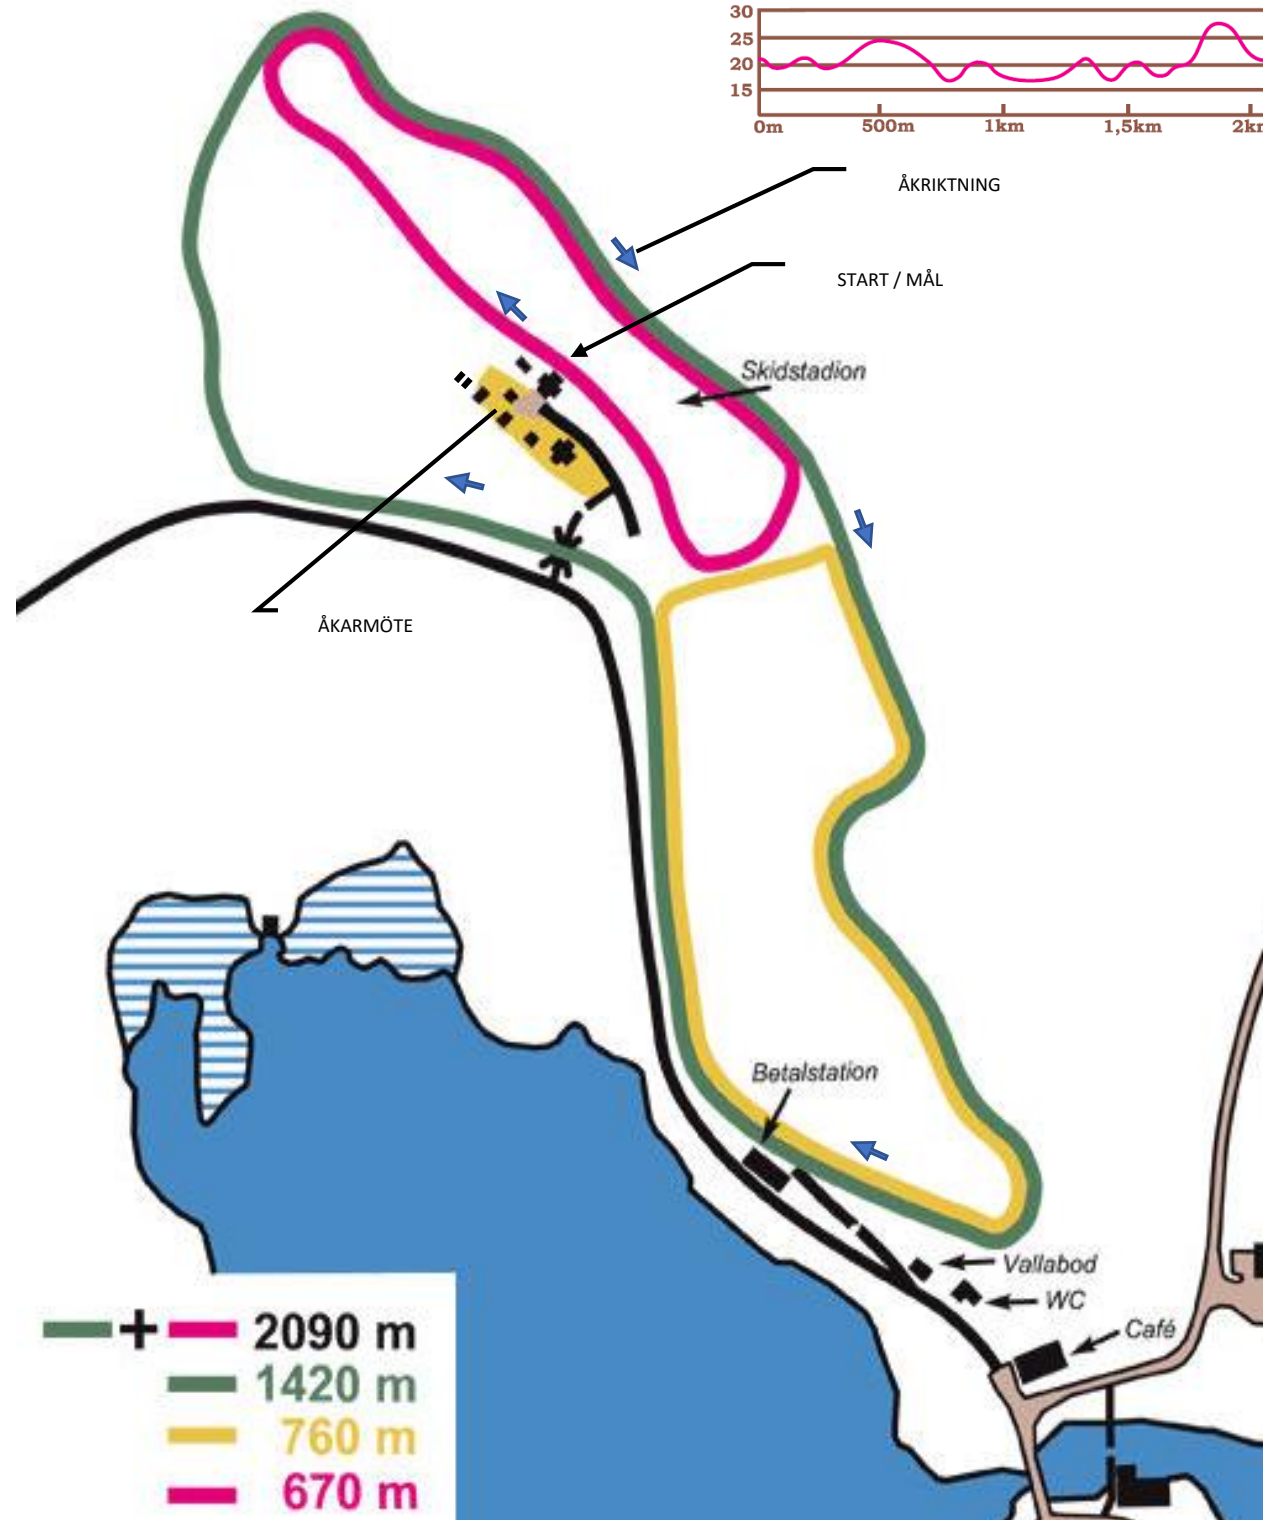 30
25
20
15
0m 500m 1km 1,5km 2km
ÅKRIKTNING
START / MÅL
Skidstadion
ÅKARMÖTE
Betalstation
Vallabod
WC
Café
+ 2090 m
1420 m
760 m
670 m